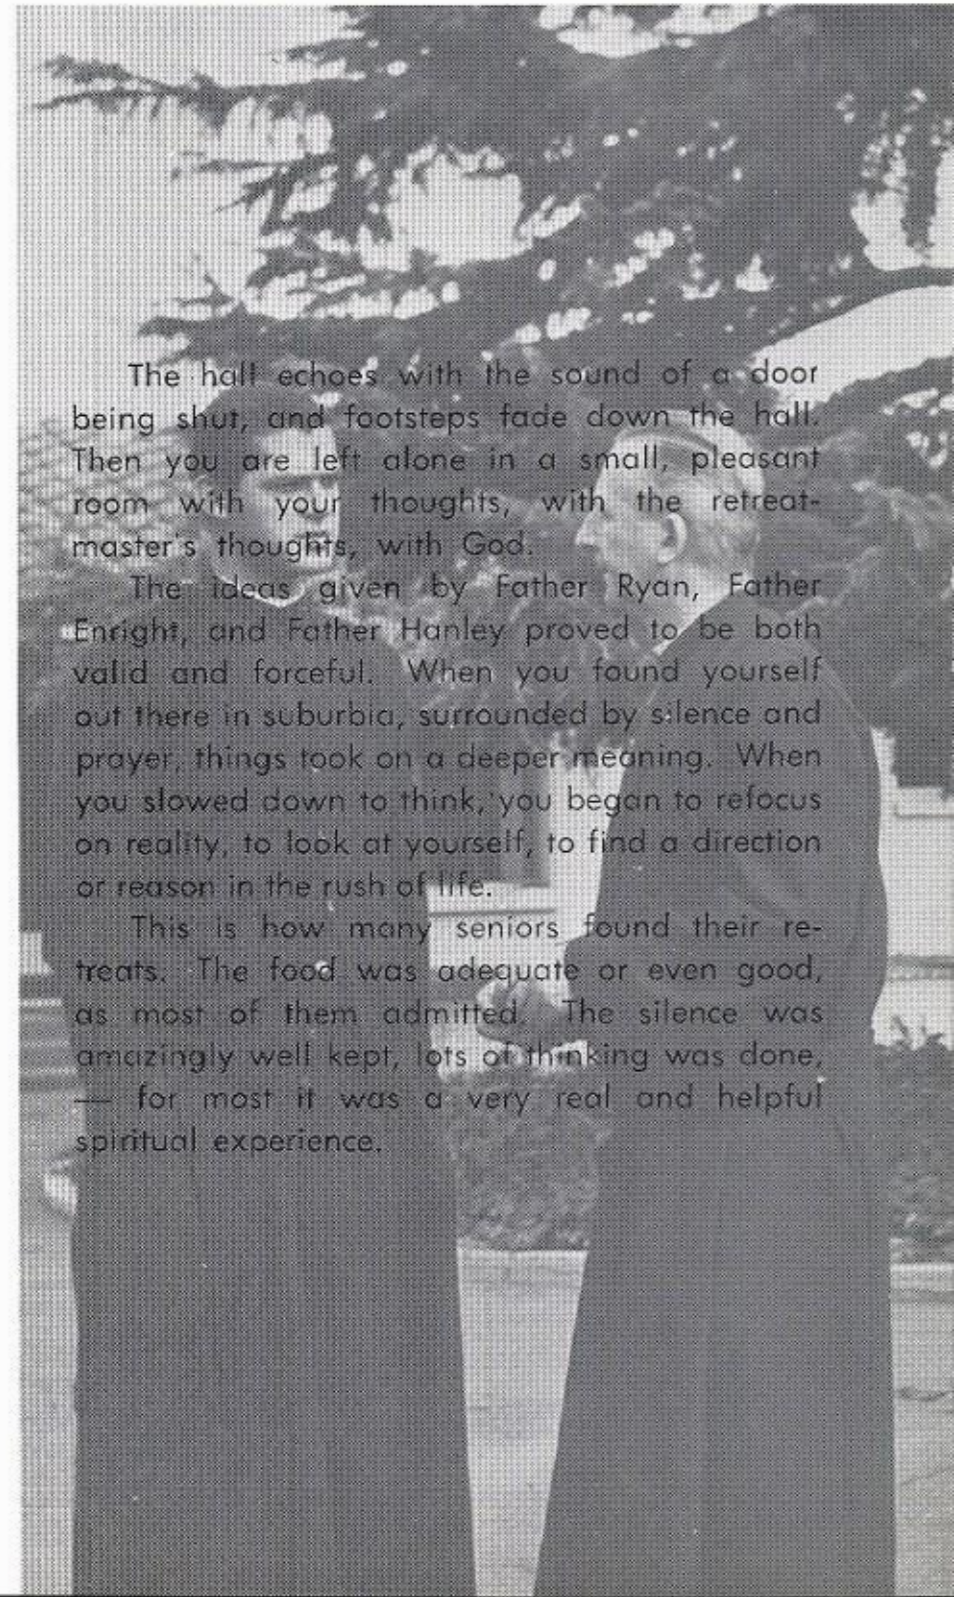 The hall echoes with the sound of a door
being shut, and footsteps fade down the hall.
Then you are left alone in a small, pleasant
room with your thoughts, with the retreat-
master's thoughts, with God.
The ideas given by Father Ryan, Father
Enright, and Father Hanley proved to be both
valid and forceful. When you found yourself
out there in suburbia, surrounded by silence and
prayer, things took on a deeper meaning. When
you slowed down to think, you began to refocus
on reality, to look at yourself, to find a direction
or reason in the rush of life.
This is how many seniors found their re-
treats. The food was adequate or even good,
as most of them admitted. The silence was
amazingly well kept, lots of thinking was done,
— for most it was a very real and helpful
spiritual experience.